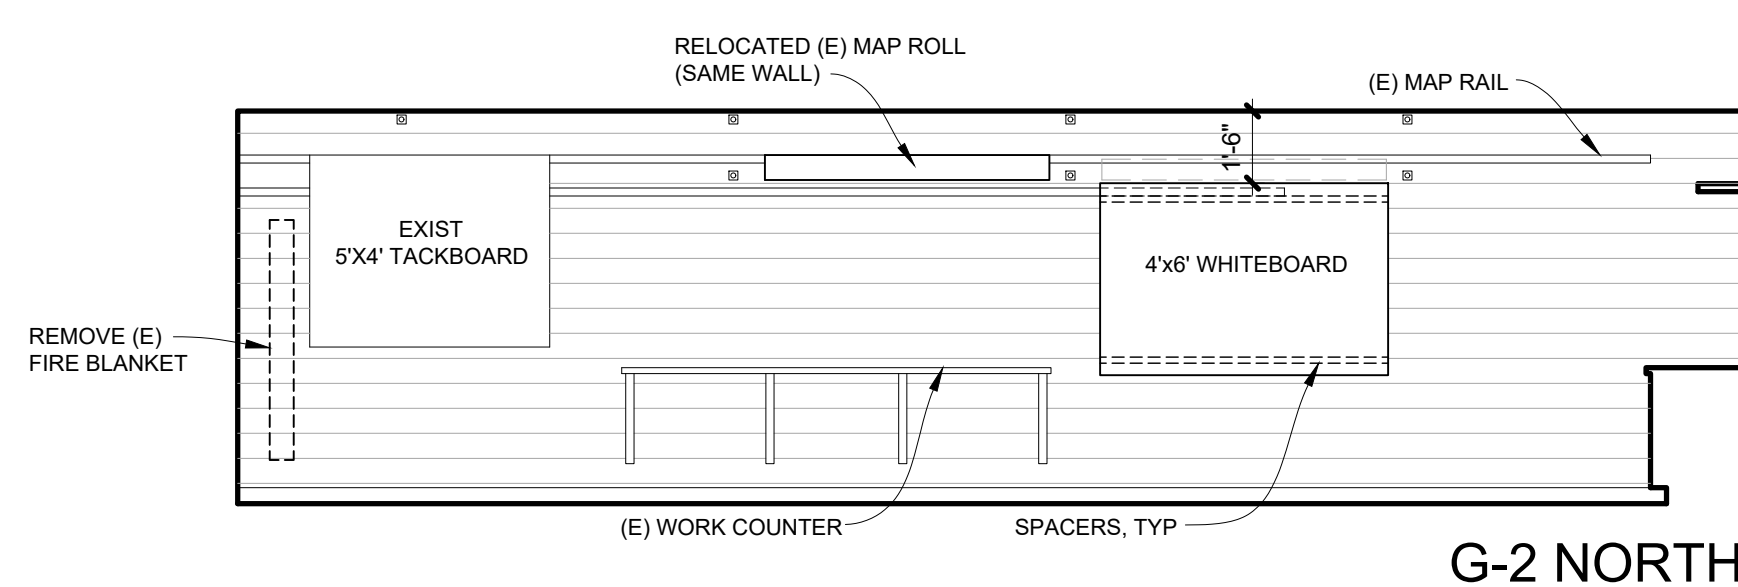 RELOCATED (E) MAP ROLL
(SAME WALL)
(E) MAP RAIL
1'-6"
EXIST
5'X4' TACKBOARD
4'x6' WHITEBOARD
REMOVE (E)
FIRE BLANKET
(E) WORK COUNTER
SPACERS, TYP
G-2 NORTH